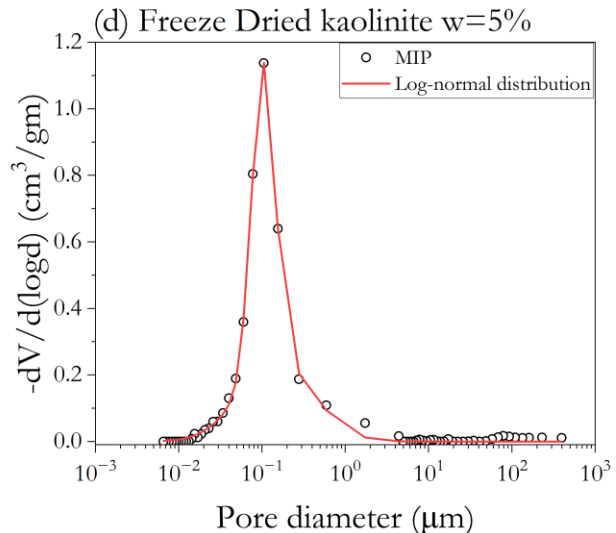 (d) Freeze Dried kaolinite w=5%
MIP
Log-normal distribution
-dV/d(logd) (cm³/gm)
1.2
1.0
0.8
0.6
0.4
0.2
0.0
10⁻³ 10⁻² 10⁻¹ 10⁰ 10¹ 10² 10³
Pore diameter (μm)